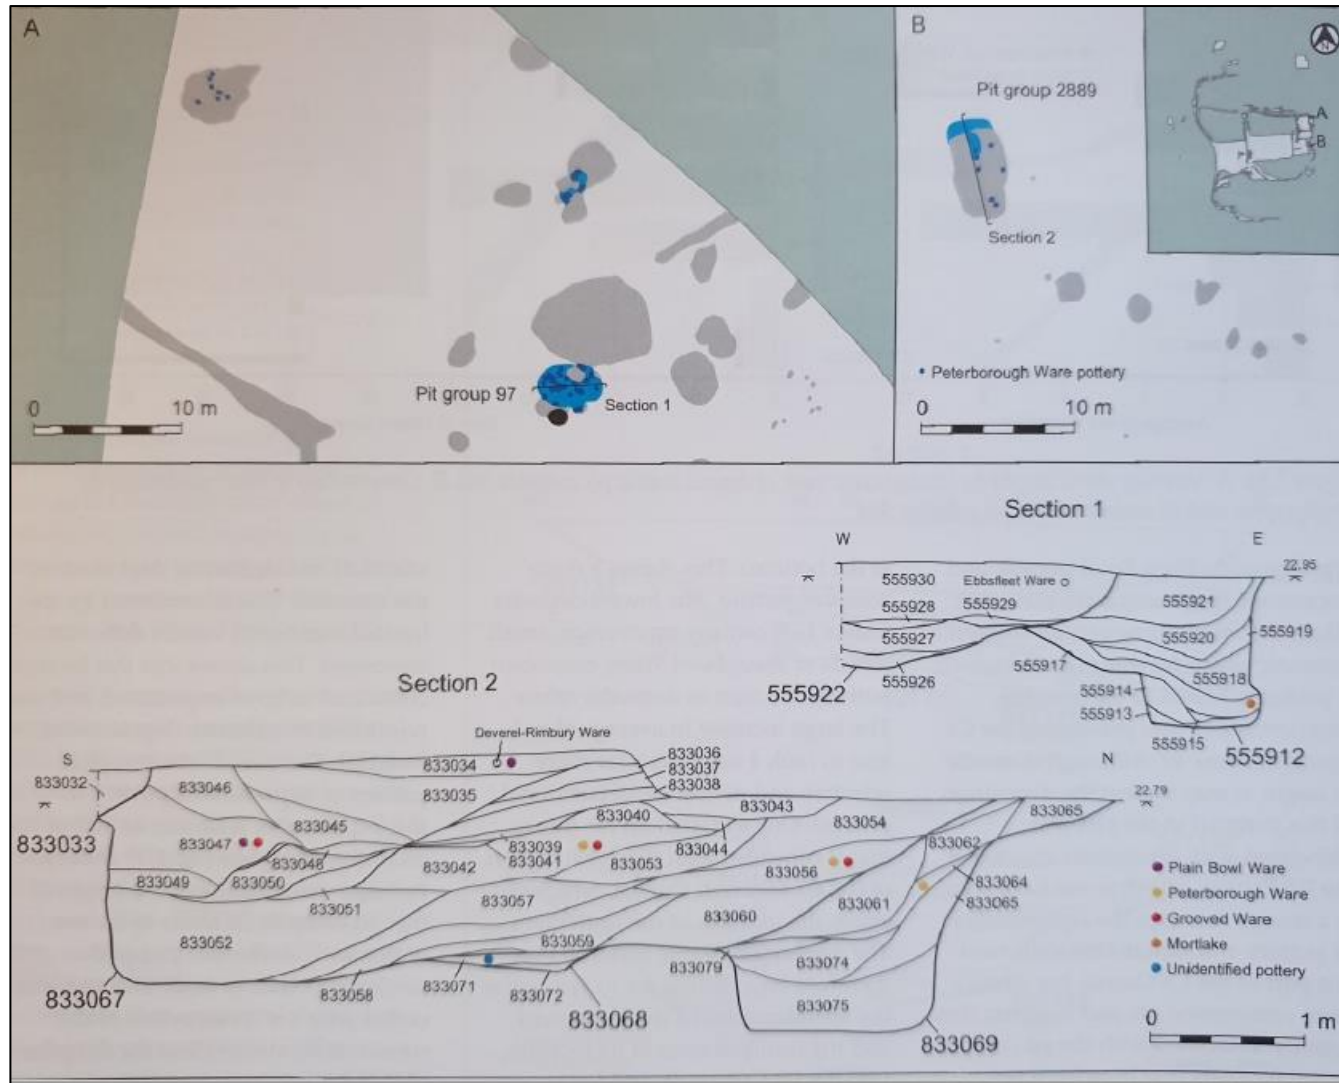 A
B
N
Pit group 2889
A
B
Section 2
Pit group 97
Section 1
Peterborough Ware pottery
0 10 m
0 10 m
Section 1
W E
22.95
555930
Ebbsfleet Ware
555921
555928
555929
555927
555920
555919
555917
555918
555922
555926
555914
555913
555915
555912
Section 2
Deverel-Rimbury Ware
S N
833036
833034
833037
833032
833046
833035
833038
22.79
833043
833065
833040
833054
833045
833033
833047
833039
833044
833062
833048
833042
833041
833053
833056
833049
833050
833064
833057
833061
833065
833051
833060
833052
833059
833079
833074
833058
833071
833072
833075
833067
833068
833069
Plain Bowl Ware
Peterborough Ware
Grooved Ware
Mortlake
Unidentified pottery
0 1 m